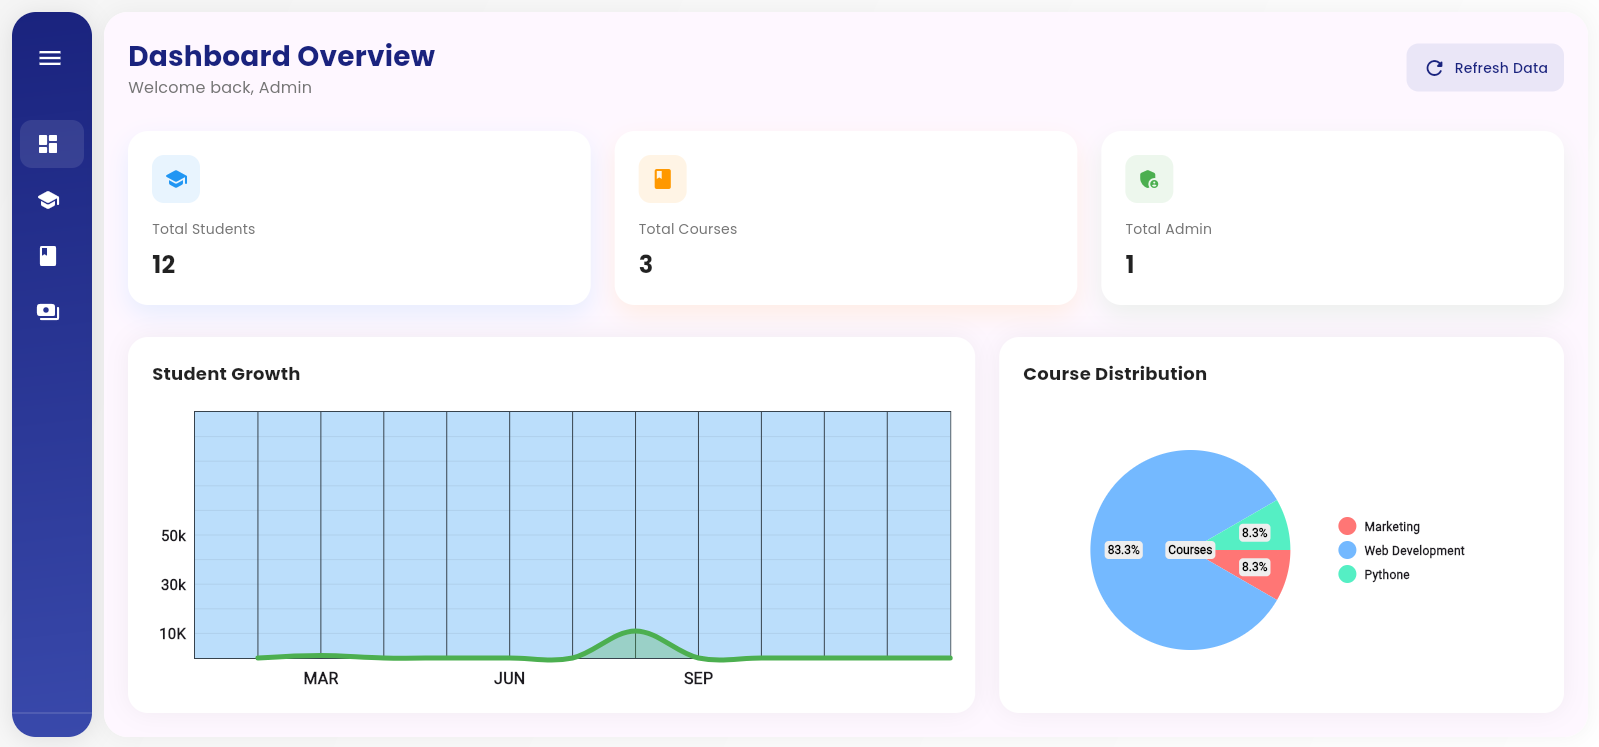 Dashboard Overview
Welcome back, Admin
Refresh Data
Total Students
12
Total Courses
3
Total Admin
1
Student Growth
50k
30k
10K
MAR
JUN
SEP
Course Distribution
83.3%
Courses
8.3%
8.3%
Marketing
Web Development
Pythone